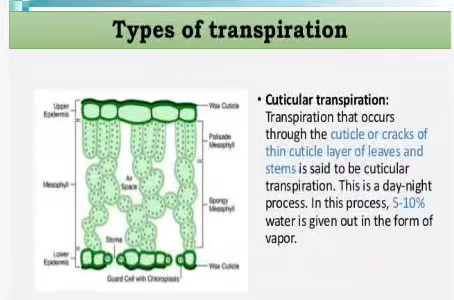 Types of transpiration
Upper
Epidermis
Wax Cuticle
Palisade
Mesophyll
Mesophyll
Air
Space
Spongy
Mesophyll
Stoma
Lower
Epidermis
Wax Cuticle
Guard Cell with Chloroplasts
• Cuticular transpiration:
Transpiration that occurs
through the cuticle or cracks of
thin cuticle layer of leaves and
stems is said to be cuticular
transpiration. This is a day-night
process. In this process, 5-10%
water is given out in the form of
vapor.